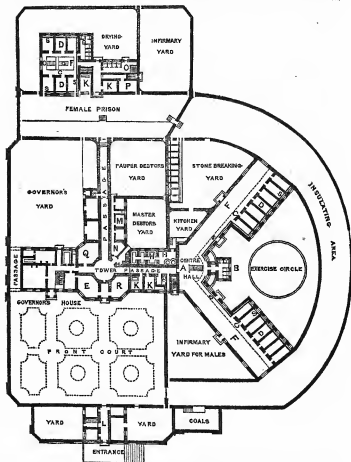 DRYING
YARD
INFIRMARY
YARD
D
D
F
D
D
S
O
K
K
P
FEMALE PRISON
PASSAGE
PAUPER DEBTORS
YARD
STONE BREAKING
YARD
GOVERNOR'S
YARD
M
MASTER
DEBTORS
YARD
KITCHEN
YARD
F
INSULATING
AREA
Q
N
PASSAGE
TOWER PASSAGE
CENTRE
A
HALL
B
EXERCISE CIRCLE
E
R
K
K
GOVERNORS HOUSE
D
D
F
F
FRONT COURT
INFIRMARY
YARD FOR MALES
YARD
L
YARD
COALS
ENTRANCE